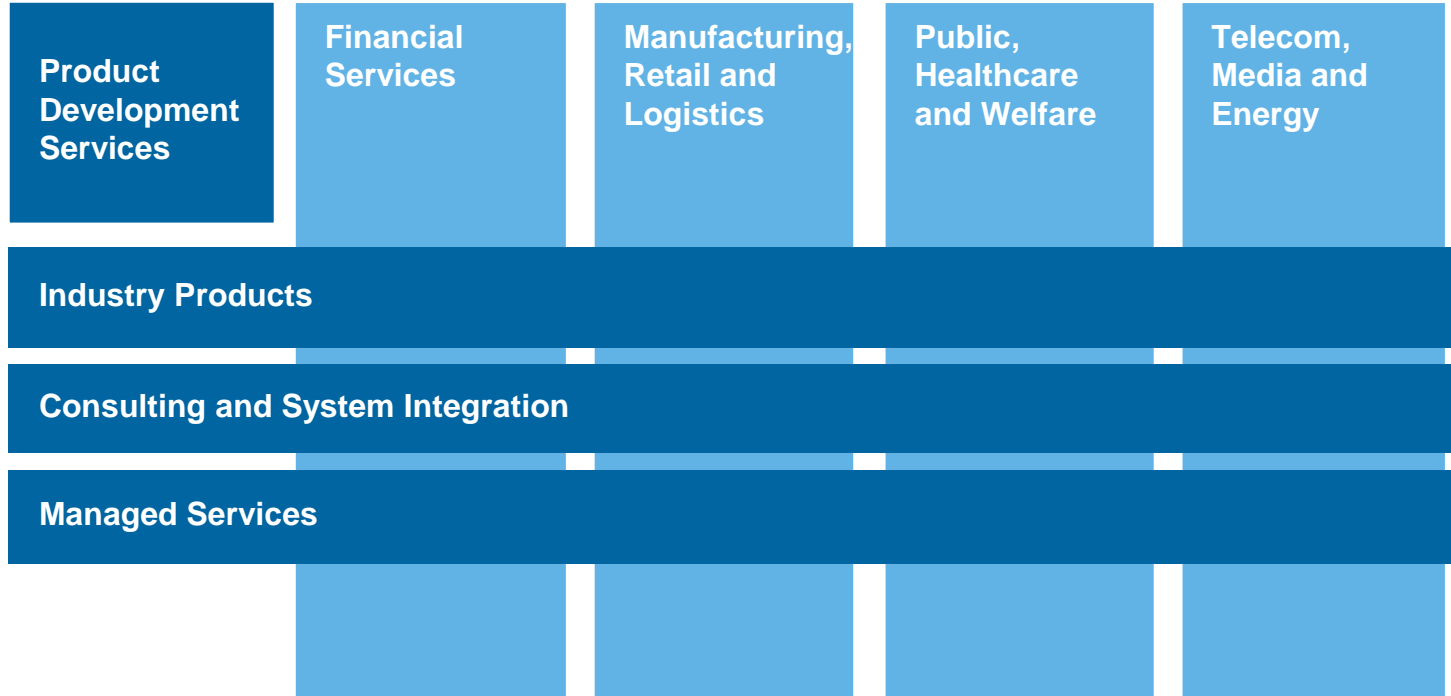 Product
Development
Services
Financial
Services
Manufacturing,
Retail and
Logistics
Public,
Healthcare
and Welfare
Telecom,
Media and
Energy
Industry Products
Consulting and System Integration
Managed Services